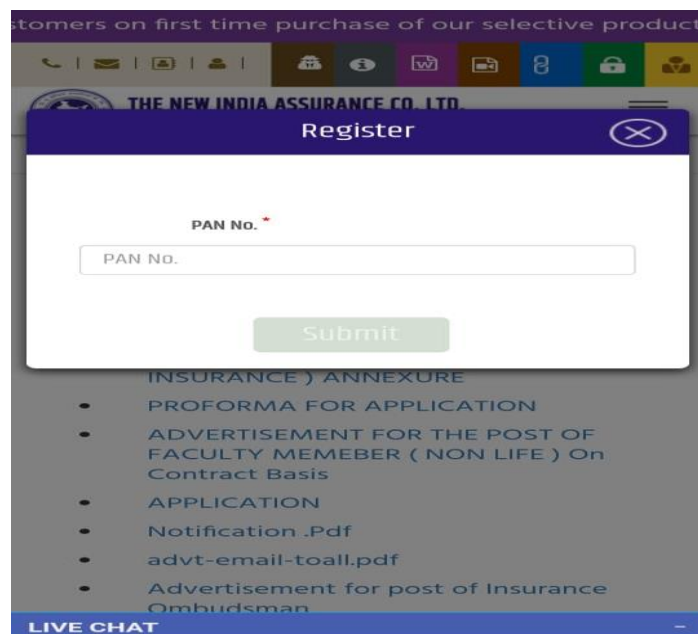 stomers on first time purchase of our selective product
THE NEW INDIA ASSURANCE CO. LTD.
Register
PAN No. *
PAN No.
Submit
INSURANCE ) ANNEXURE
PROFORMA FOR APPLICATION
ADVERTISEMENT FOR THE POST OF
FACULTY MEMEBER ( NON LIFE ) On
Contract Basis
APPLICATION
Notification .Pdf
advt-email-toall.pdf
Advertisement for post of Insurance
Ombudsman
LIVE CHAT